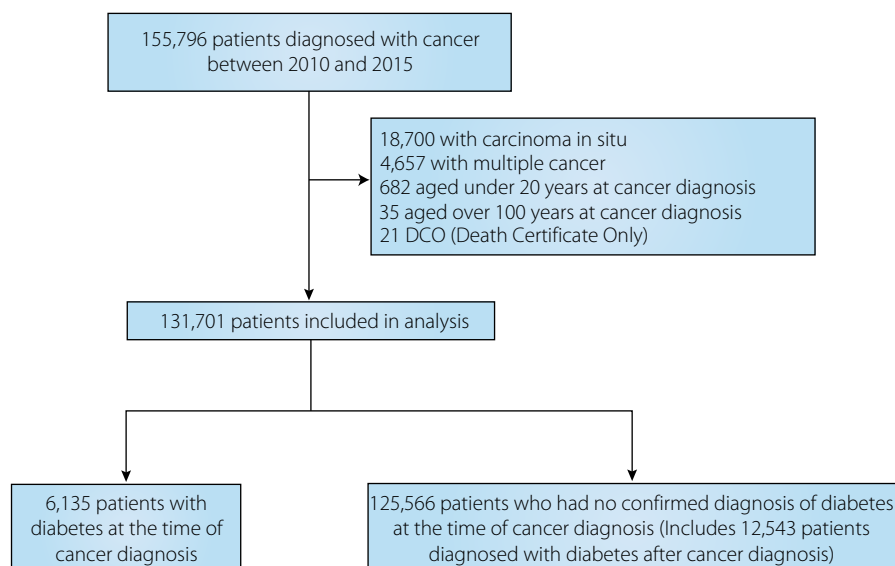 155,796 patients diagnosed with cancer
between 2010 and 2015
18,700 with carcinoma in situ
4,657 with multiple cancer
682 aged under 20 years at cancer diagnosis
35 aged over 100 years at cancer diagnosis
21 DCO (Death Certificate Only)
131,701 patients included in analysis
6,135 patients with
diabetes at the time of
cancer diagnosis
125,566 patients who had no confirmed diagnosis of diabetes
at the time of cancer diagnosis (Includes 12,543 patients
diagnosed with diabetes after cancer diagnosis)